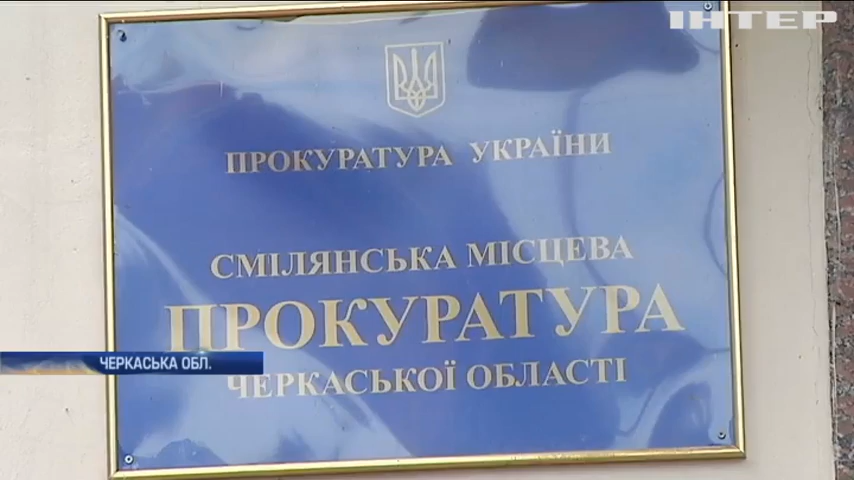 ІНТЕР
ПРОКУРАТУРА УКРАЇНИ
СМІЛЯНСЬКА МІСЦЕВА
ПРОКУРАТУРА
ЧЕРКАСЬКА ОБЛ.
ЧЕРКАСЬКОЇ ОБЛАСТІ